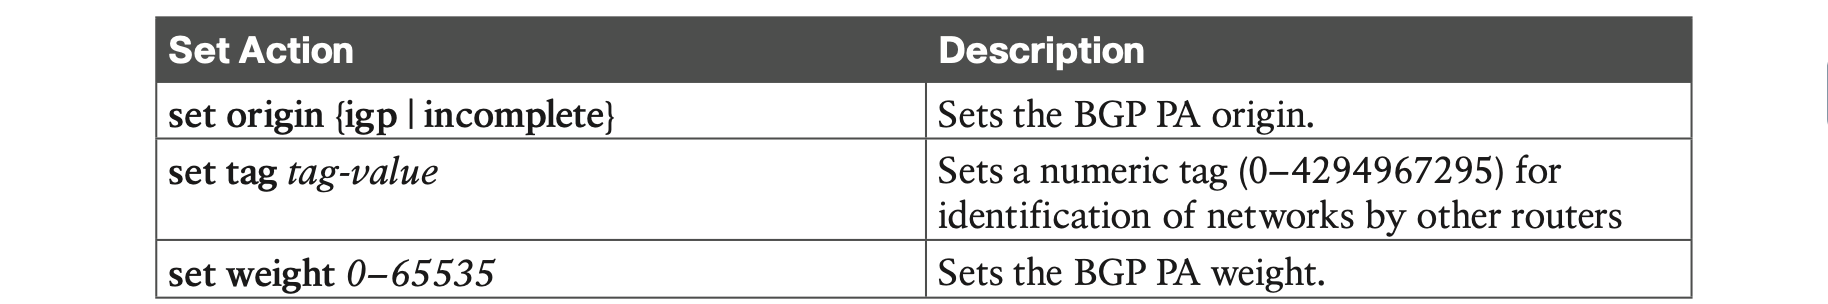 Set Action Description
set origin {igp | incomplete} Sets the BGP PA origin.
set tag tag-value Sets a numeric tag (0–4294967295) for
identification of networks by other routers
set weight 0–65535 Sets the BGP PA weight.